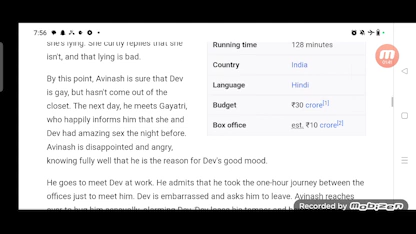 7:56
she's lying. She curtly replies that she
isn't, and that lying is bad.
By this point, Avinash is sure that Dev
is gay, but hasn't come out of the
closet. The next day, he meets Gayatri,
who happily informs him that she and
Dev had amazing sex the night before.
Avinash is disappointed and angry,
knowing fully well that he is the reason for Dev's good mood.
He goes to meet Dev at work. He admits that he took the one-hour journey between the
offices just to meet him. Dev is embarrassed and asks him to leave. Avinash reaches
Running time 128 minutes
Country India
Language Hindi
Budget ₹30 crore[1]
Box office est. ₹10 crore[2]
Recorded by Mobizen